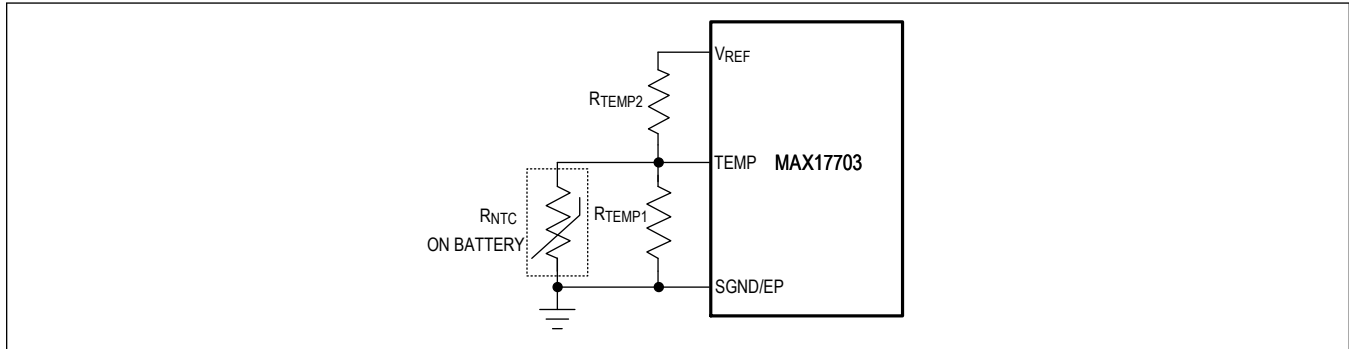 VREF
RTEMP2
TEMP MAX17703
RNTC
ON BATTERY
RTEMP1
SGND/EP